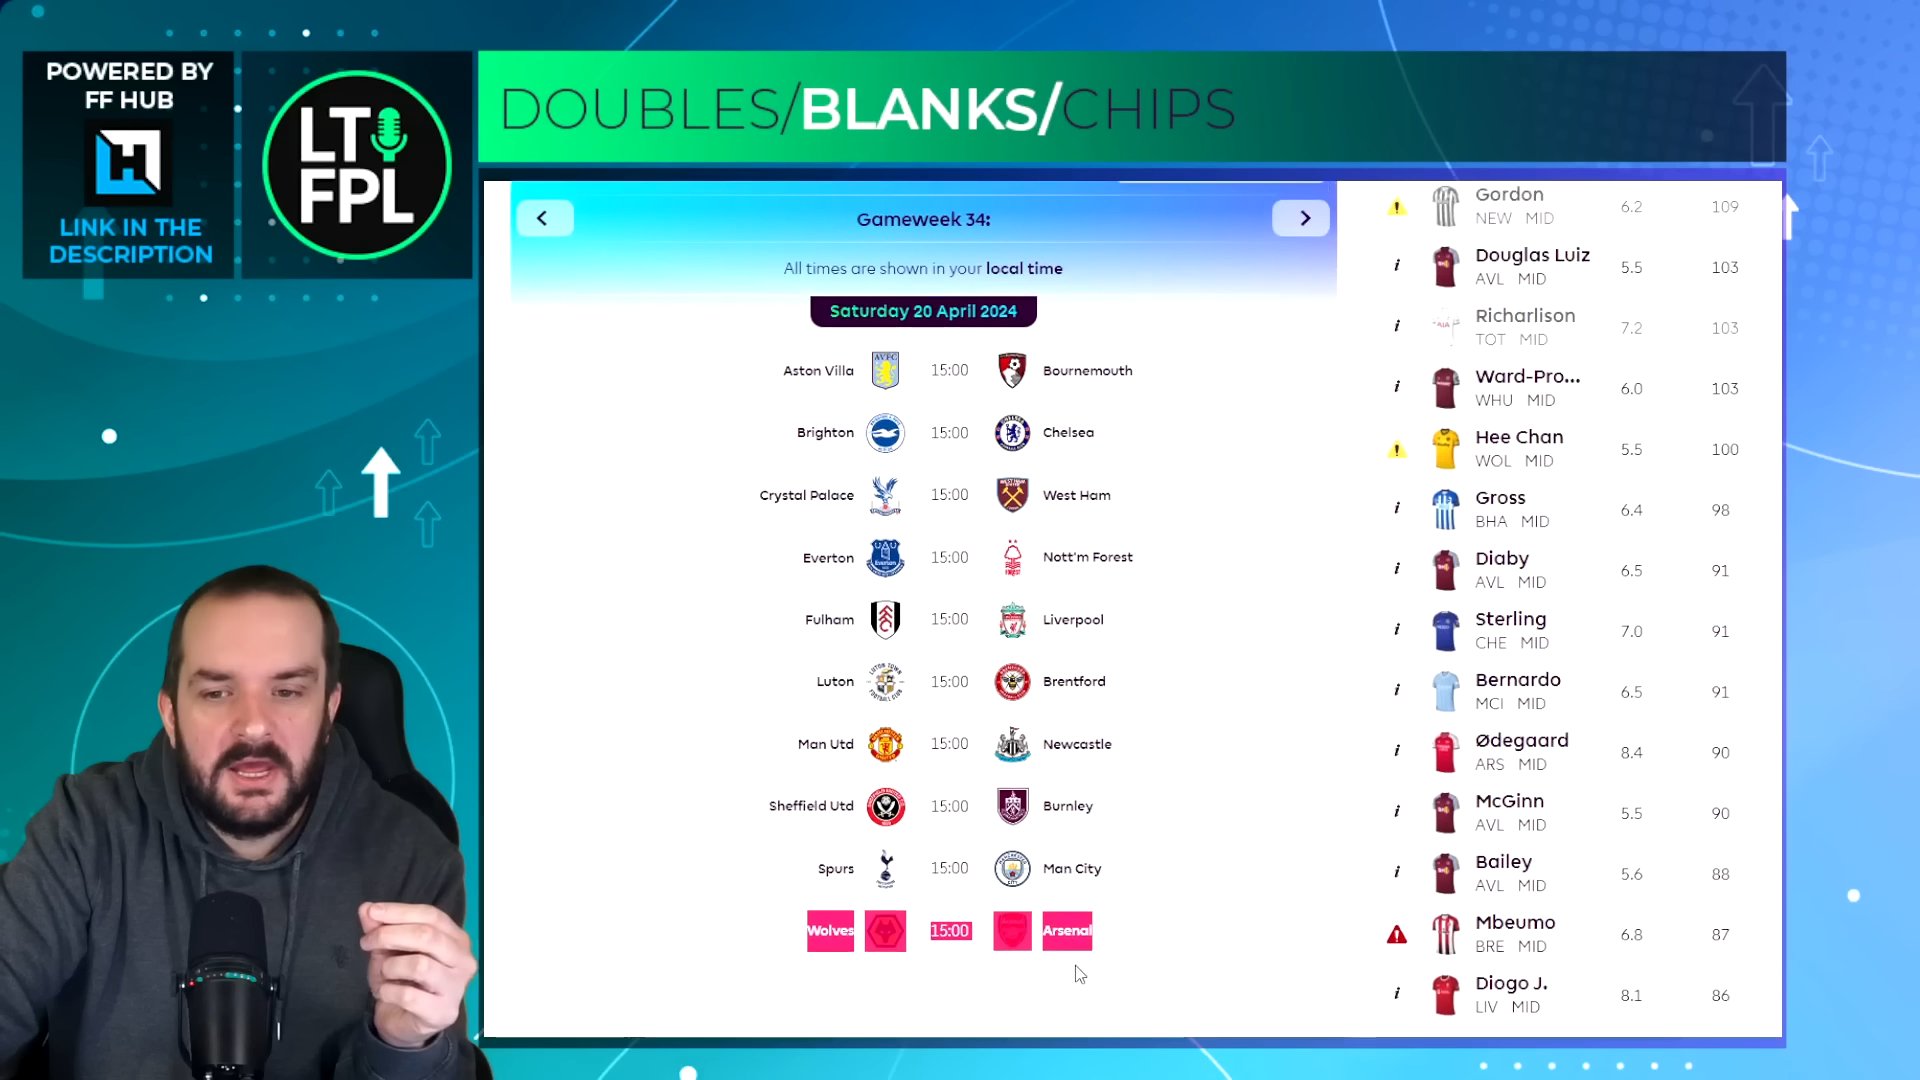 POWERED BY
FF HUB
LINK IN THE
DESCRIPTION
LT
FPL
DOUBLES/BLANKS/CHIPS
Gameweek 34:
All times are shown in your local time
Saturday 20 April 2024
Aston Villa 15:00 Bournemouth
Brighton 15:00 Chelsea
Crystal Palace 15:00 West Ham
Everton 15:00 Nott'm Forest
Fulham 15:00 Liverpool
Luton 15:00 Brentford
Man Utd 15:00 Newcastle
Sheffield Utd 15:00 Burnley
Spurs 15:00 Man City
Wolves 15:00 Arsenal
Gordon 6.2 109
NEW MID
Douglas Luiz 5.5 103
AVL MID
Richarlison 7.2 103
TOT MID
Ward-Pro... 6.0 103
WHU MID
Hee Chan 5.5 100
WOL MID
Gross 6.4 98
BHA MID
Diaby 6.5 91
AVL MID
Sterling 7.0 91
CHE MID
Bernardo 6.5 91
MCI MID
Ødegaard 8.4 90
ARS MID
McGinn 5.5 90
AVL MID
Bailey 5.6 88
AVL MID
Mbeumo 6.8 87
BRE MID
Diogo J. 8.1 86
LIV MID